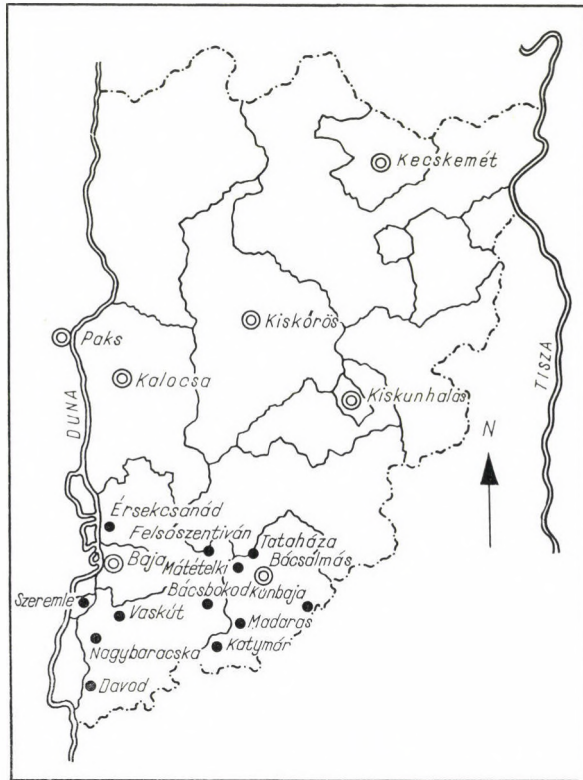 Kecskemét
Kiskőrös
Paks
Kalocsa
Kiskunhalas
DUNA
TISZA
N
Érsekcsanád
Felsőszentiván
Tataháza
Baja
Mátételki
Bácsalmás
Szeremle
Bácsbokod
Kunbaja
Vaskút
Madaras
Nagybaracska
Katymár
Davod